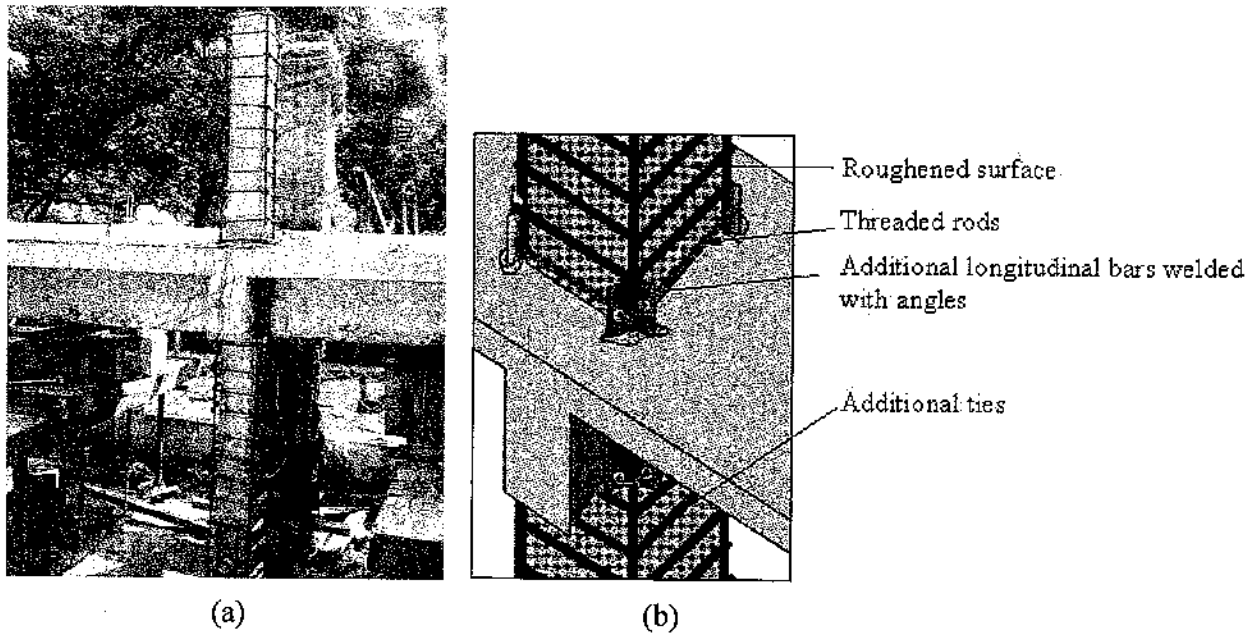 Roughened surface
Threaded rods
Additional longitudinal bars welded
with angles
Additional ties
(a)
(b)